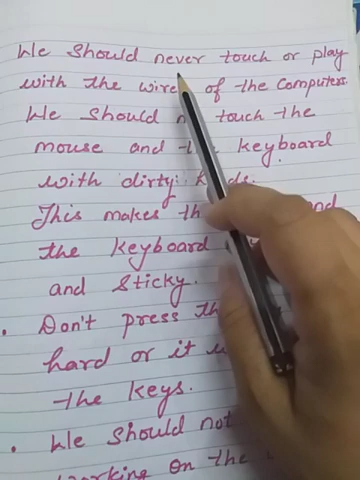 We should never touch or play
with the wire of the computer.
We should touch the
mouse and keyboard
with dirty
This makes
the keyboard
and sticky.
• Don't press
hard or it
the keys.
• We should not
working on the